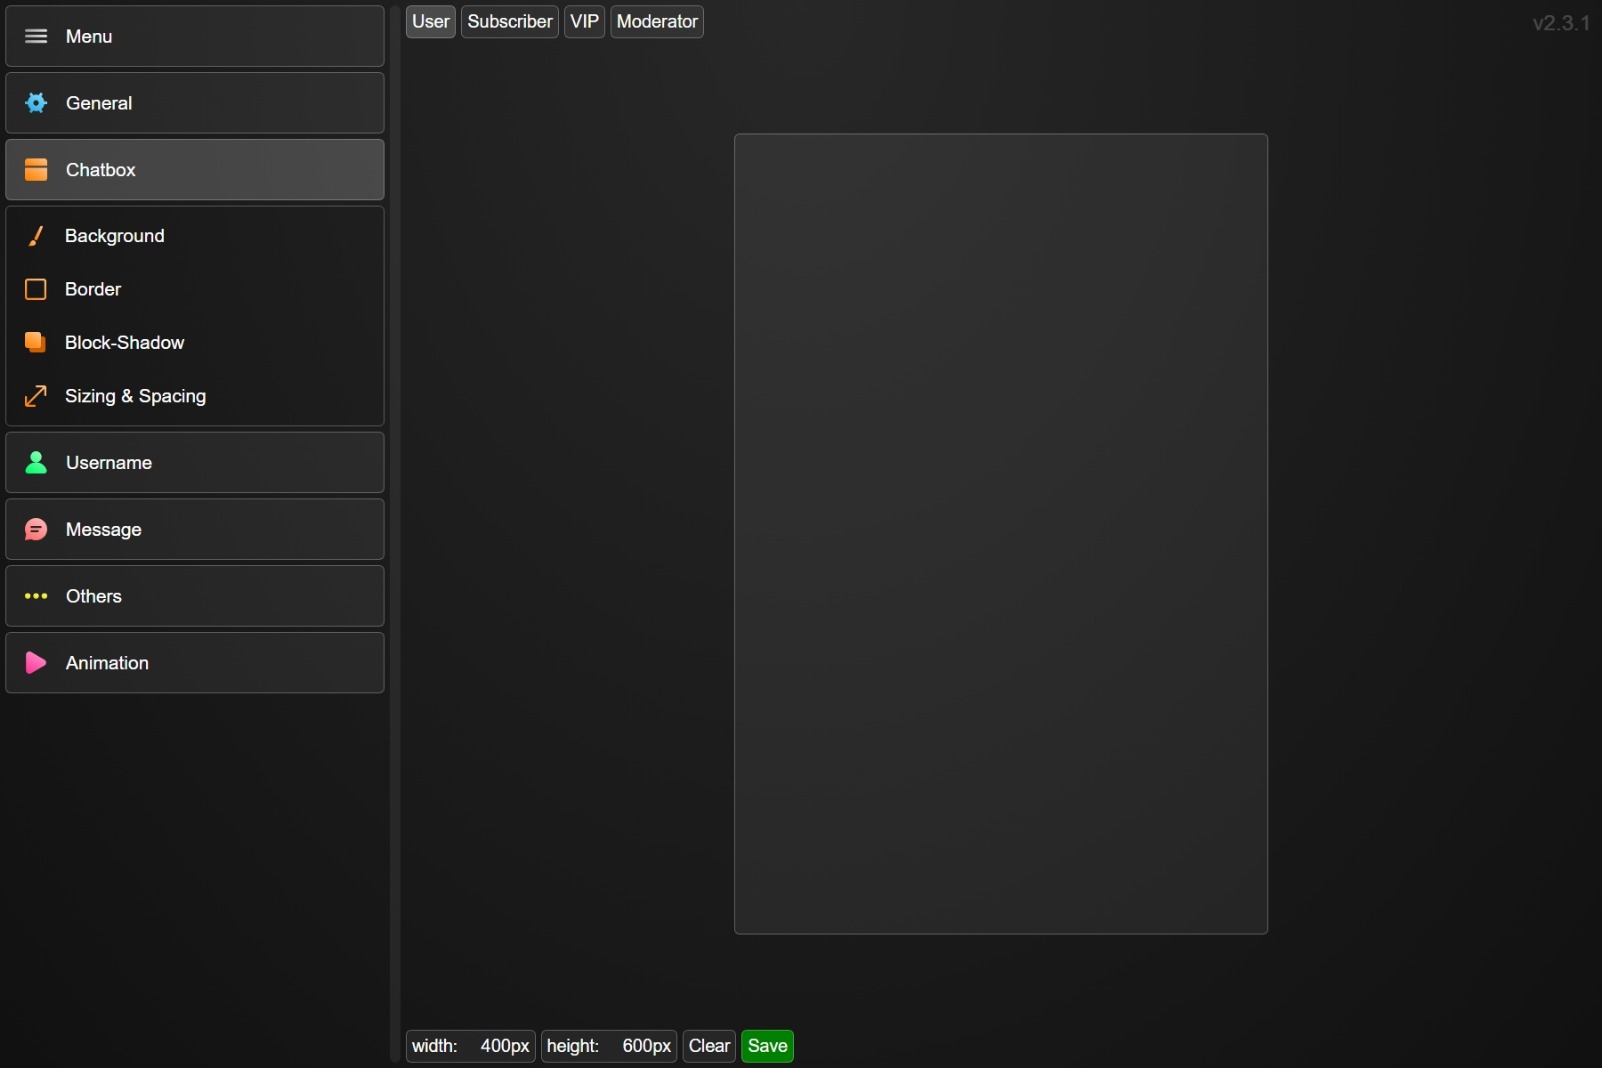 Menu
General
Chatbox
Background
Border
Block-Shadow
Sizing & Spacing
Username
Message
Others
Animation
User Subscriber VIP Moderator
v2.3.1
width: 400px height: 600px Clear Save